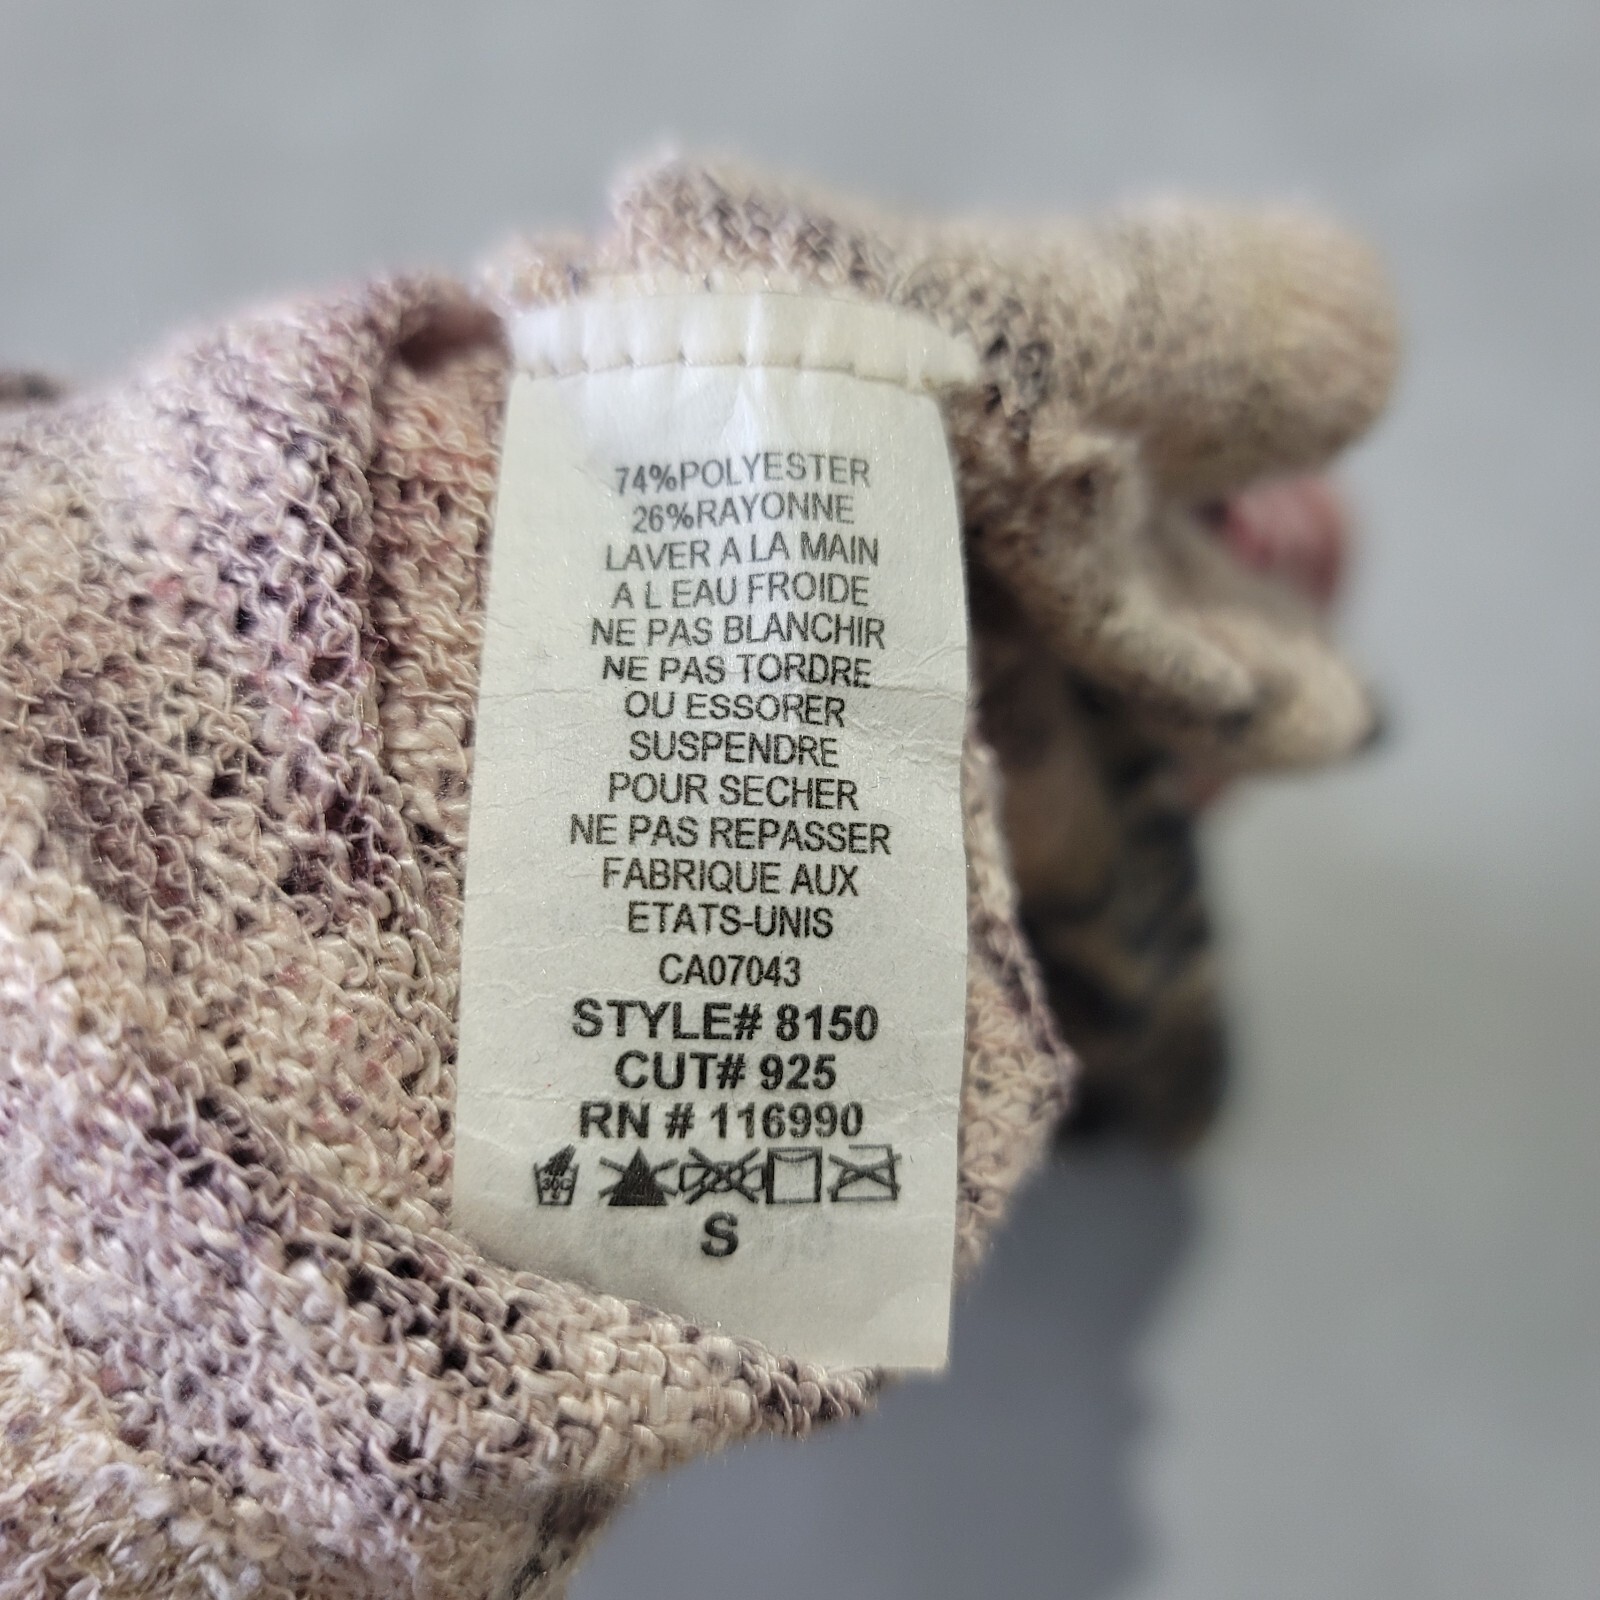 74%POLYESTER
26%RAYONNE
LAVER A LA MAIN
A L EAU FROIDE
NE PAS BLANCHIR
NE PAS TORDRE
OU ESSORER
SUSPENDRE
POUR SECHER
NE PAS REPASSER
FABRIQUE AUX
ETATS-UNIS
CA07043
STYLE# 8150
CUT# 925
RN # 116990
30C
S